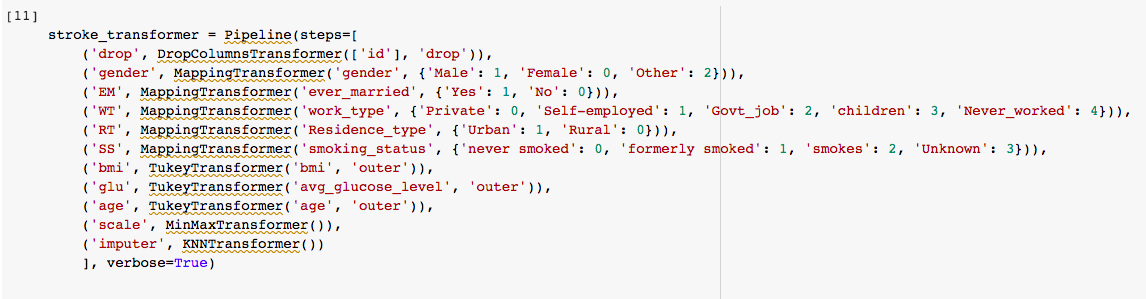 [11]
stroke_transformer = Pipeline(steps=[
('drop', DropColumnsTransformer(['id'], 'drop')),
('gender', MappingTransformer('gender', {'Male': 1, 'Female': 0, 'Other': 2})),
('EM', MappingTransformer('ever_married', {'Yes': 1, 'No': 0})),
('WT', MappingTransformer('work_type', {'Private': 0, 'Self-employed': 1, 'Govt_job': 2, 'children': 3, 'Never_worked': 4})),
('RT', MappingTransformer('Residence_type', {'Urban': 1, 'Rural': 0})),
('SS', MappingTransformer('smoking_status', {'never smoked': 0, 'formerly smoked': 1, 'smokes': 2, 'Unknown': 3})),
('bmi', TukeyTransformer('bmi', 'outer')),
('glu', TukeyTransformer('avg_glucose_level', 'outer')),
('age', TukeyTransformer('age', 'outer')),
('scale', MinMaxTransformer()),
('imputer', KNNTransformer())
], verbose=True)